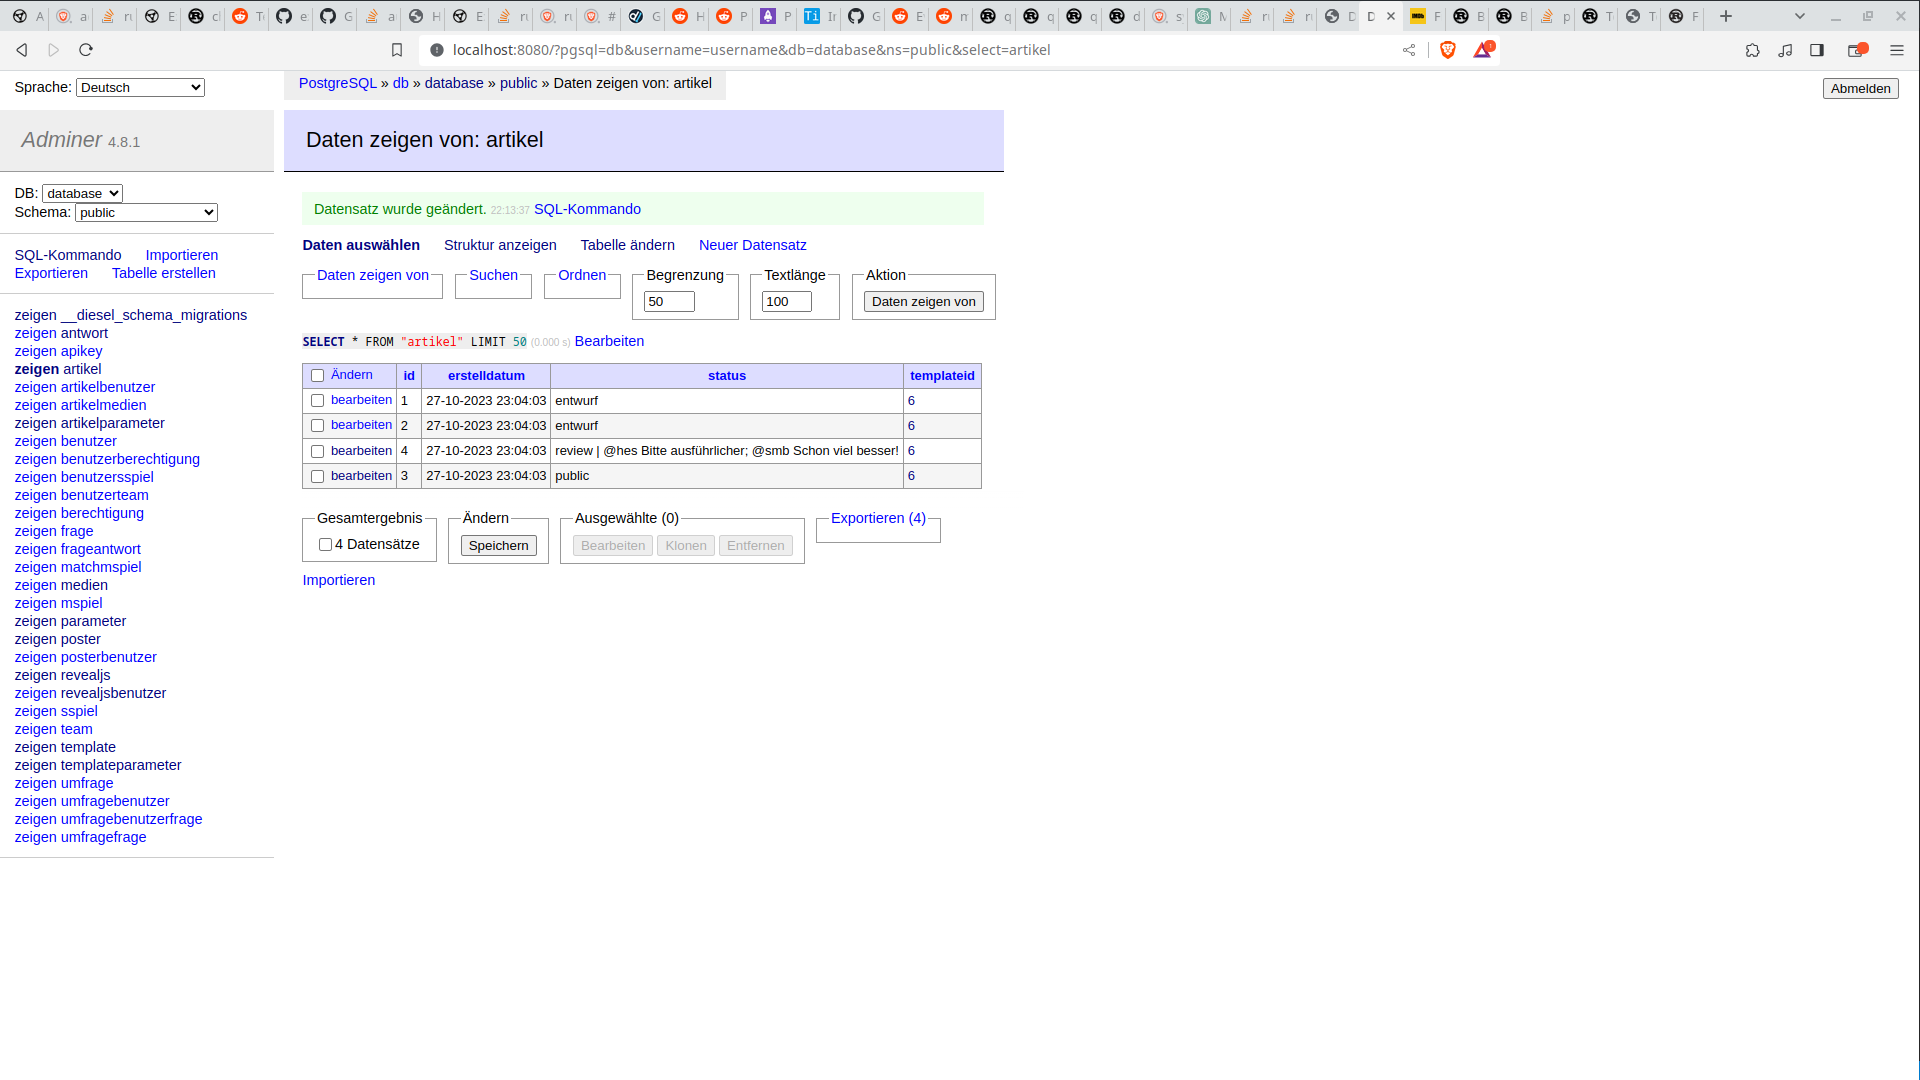 A a ru E cl T e G a H E ru ru # G H P P Ir G E n q q q d s N ru ru D D F B B p T T F
localhost:8080/?pgsql=db&username=username&db=database&ns=public&select=artikel
Sprache: Deutsch
PostgreSQL » db » database » public » Daten zeigen von: artikel
Abmelden
Adminer 4.8.1
Daten zeigen von: artikel
DB: database
Schema: public
Datensatz wurde geändert. 22:13:37 SQL-Kommando
SQL-Kommando Importieren
Exportieren Tabelle erstellen
Daten auswählen Struktur anzeigen Tabelle ändern Neuer Datensatz
Daten zeigen von Suchen Ordnen Begrenzung Textlänge Aktion
50 100 Daten zeigen von
SELECT * FROM "artikel" LIMIT 50 (0.000 s) Bearbeiten
Ändern id erstelldatum status templateid
bearbeiten 1 27-10-2023 23:04:03 entwurf 6
bearbeiten 2 27-10-2023 23:04:03 entwurf 6
bearbeiten 4 27-10-2023 23:04:03 review | @hes Bitte ausführlicher; @smb Schon viel besser! 6
bearbeiten 3 27-10-2023 23:04:03 public 6
Gesamtergebnis Ändern Ausgewählte (0) Exportieren (4)
4 Datensätze Speichern Bearbeiten Klonen Entfernen
Importieren
zeigen __diesel_schema_migrations
zeigen antwort
zeigen apikey
zeigen artikel
zeigen artikelbenutzer
zeigen artikelmedien
zeigen artikelparameter
zeigen benutzer
zeigen benutzerberechtigung
zeigen benutzersspiel
zeigen benutzerteam
zeigen berechtigung
zeigen frage
zeigen frageantwort
zeigen matchmspiel
zeigen medien
zeigen mspiel
zeigen parameter
zeigen poster
zeigen posterbenutzer
zeigen revealjs
zeigen revealjsbenutzer
zeigen sspiel
zeigen team
zeigen template
zeigen templateparameter
zeigen umfrage
zeigen umfragebenutzer
zeigen umfragebenutzerfrage
zeigen umfragefrage